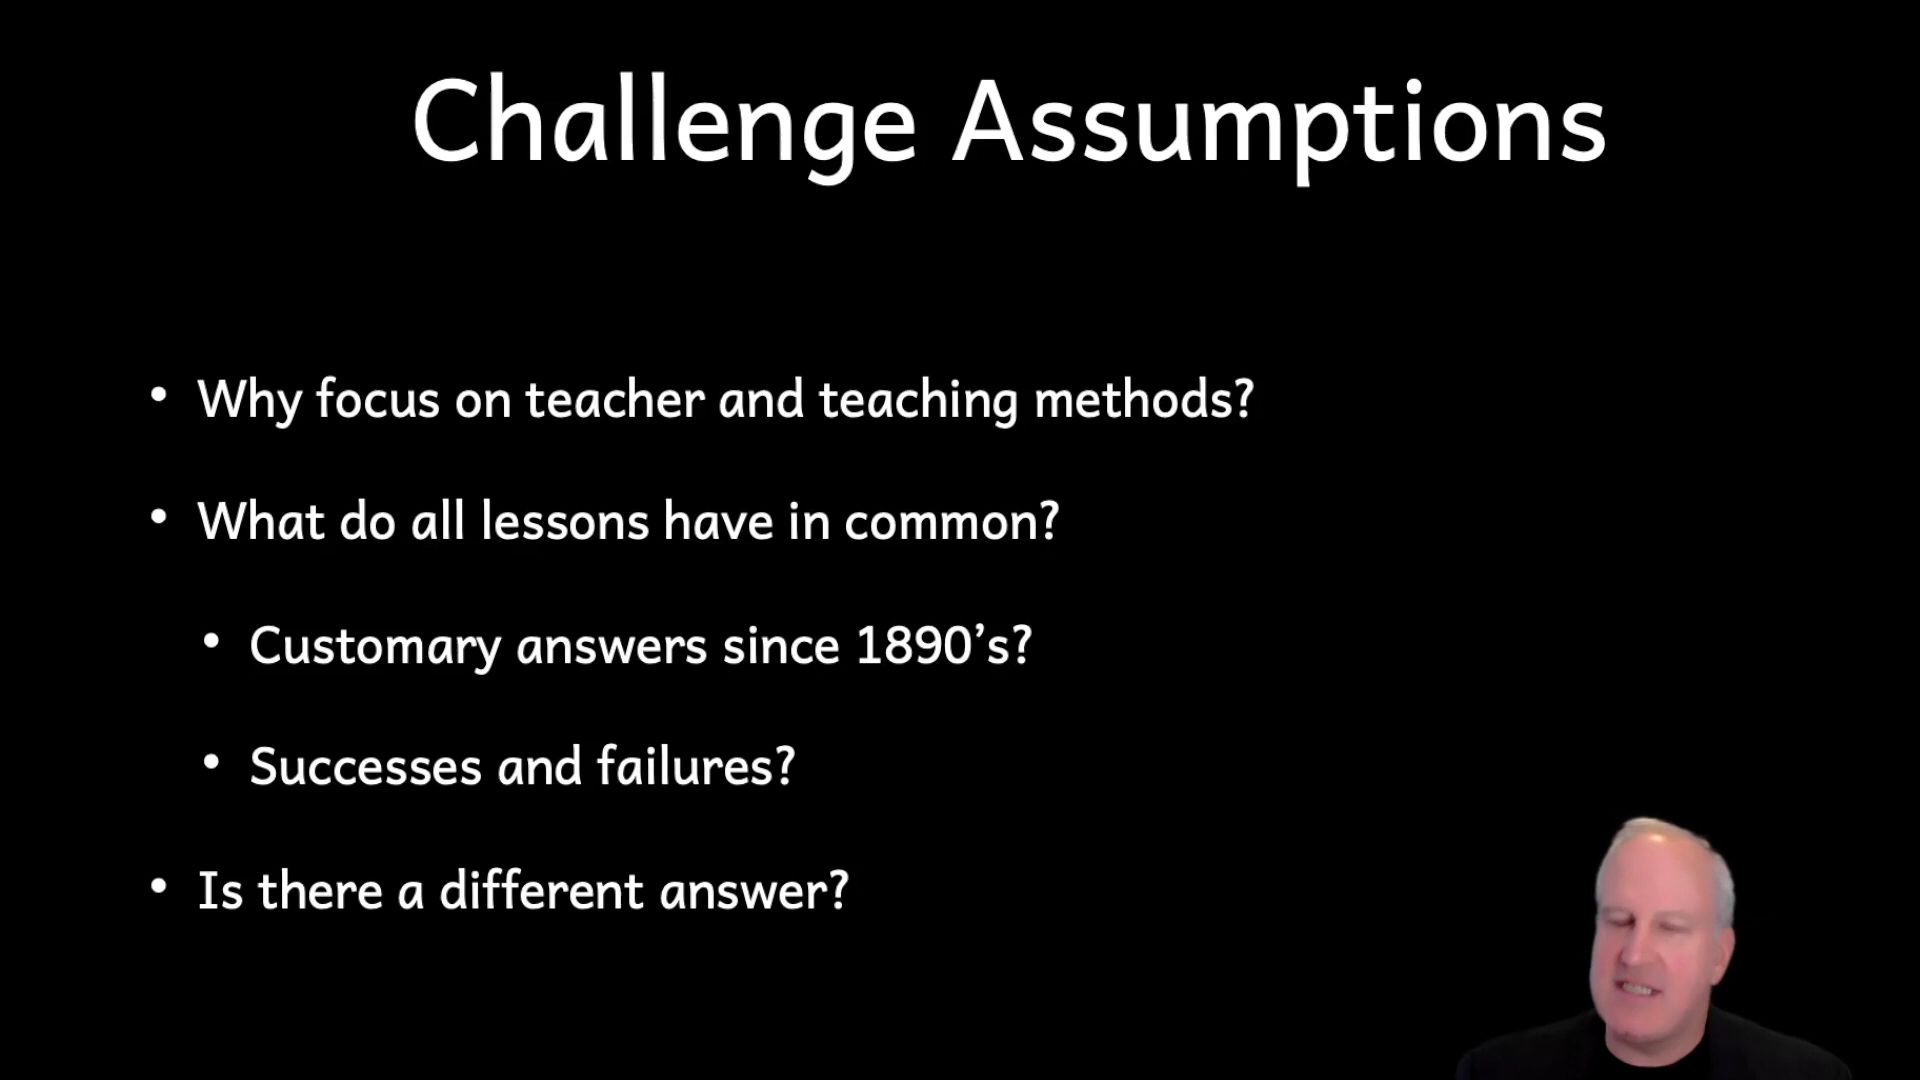 Challenge Assumptions
• Why focus on teacher and teaching methods?
• What do all lessons have in common?
• Customary answers since 1890’s?
• Successes and failures?
• Is there a different answer?